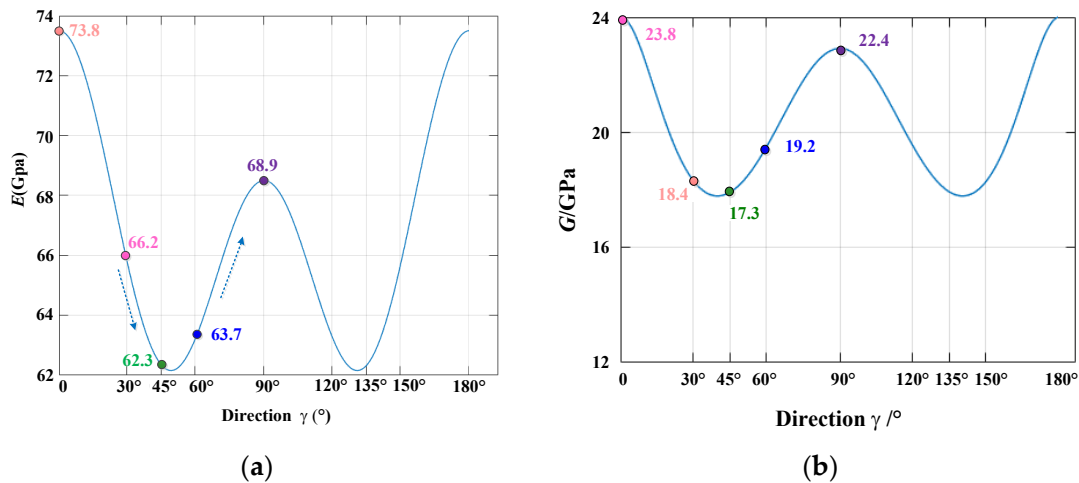 74
72
70
68
66
64
62
E(Gpa)
73.8
66.2
62.3
63.7
68.9
0 30° 45° 60° 90° 120° 135° 150° 180°
Direction γ (°)
(a)
24
20
16
12
G/GPa
23.8
18.4
17.3
19.2
22.4
0 30° 45° 60° 90° 120° 135° 150° 180°
Direction γ /°
(b)